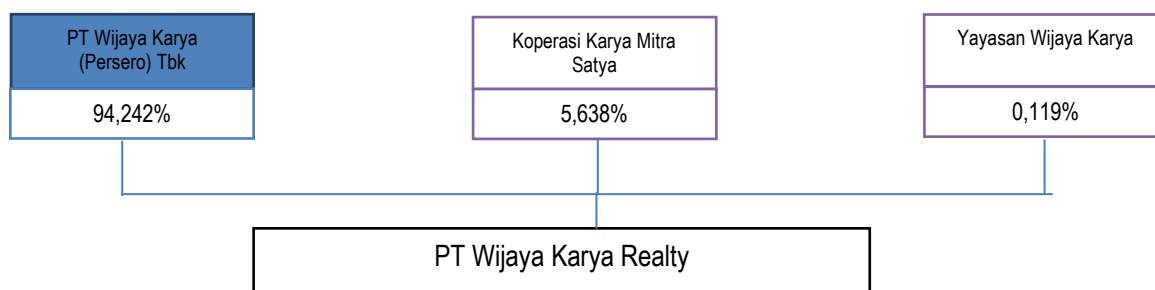 PT Wijaya Karya
(Persero) Tbk
94,242%
Koperasi Karya Mitra
Satya
5,638%
Yayasan Wijaya Karya
0,119%
PT Wijaya Karya Realty